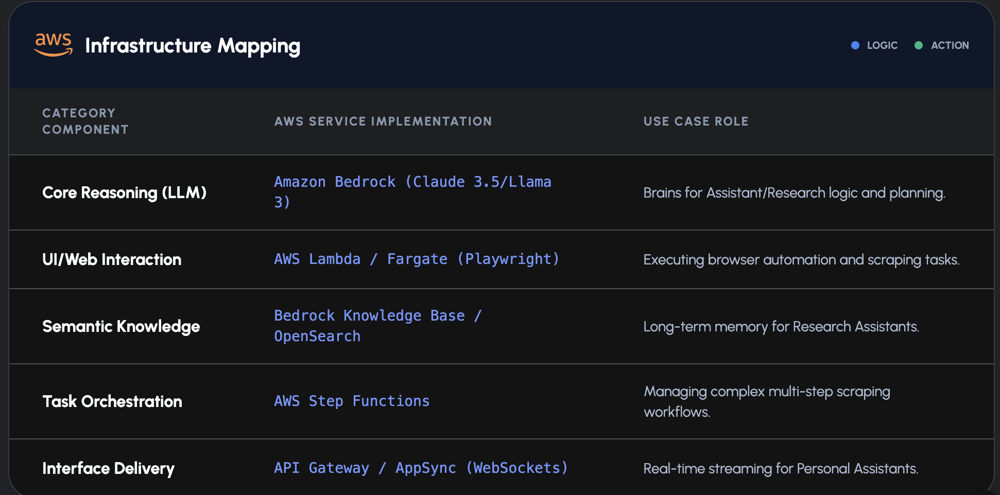 aws
Infrastructure Mapping
LOGIC
ACTION
CATEGORY
COMPONENT
AWS SERVICE IMPLEMENTATION
USE CASE ROLE
Core Reasoning (LLM)
Amazon Bedrock (Claude 3.5/Llama
3)
Brains for Assistant/Research logic and planning.
UI/Web Interaction
AWS Lambda / Fargate (Playwright)
Executing browser automation and scraping tasks.
Semantic Knowledge
Bedrock Knowledge Base /
OpenSearch
Long-term memory for Research Assistants.
Task Orchestration
AWS Step Functions
Managing complex multi-step scraping
workflows.
Interface Delivery
API Gateway / AppSync (WebSockets)
Real-time streaming for Personal Assistants.